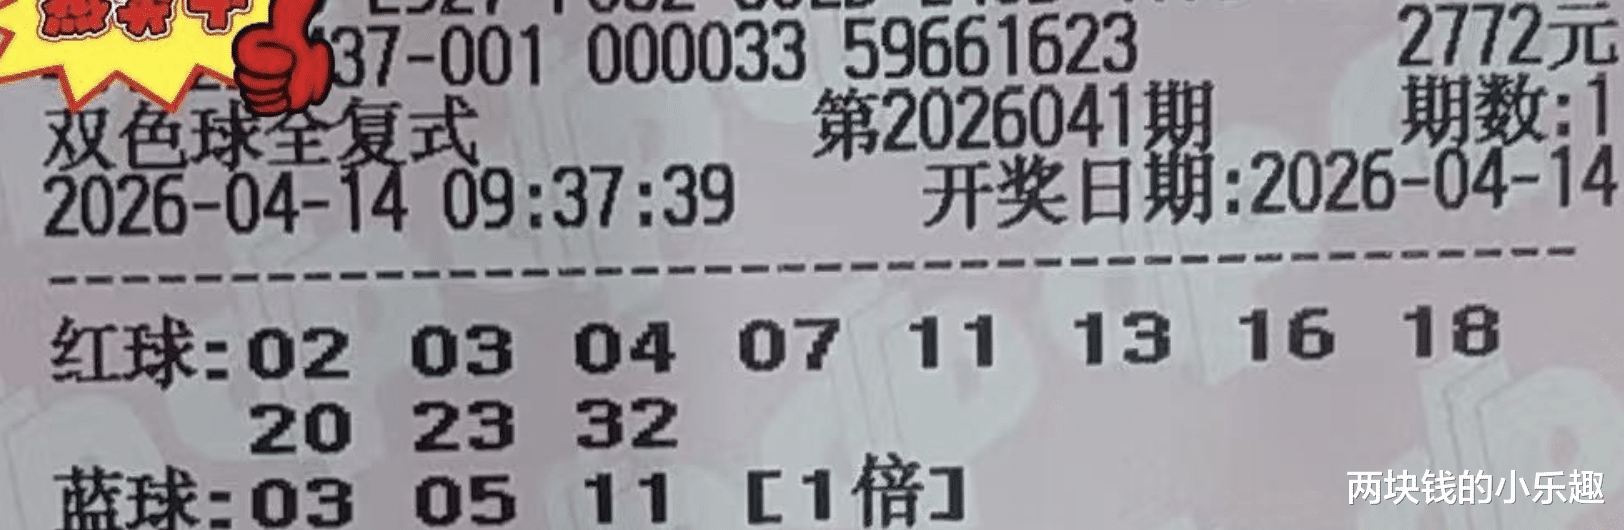 37-001 000033 59661623 2772元
双色球全复式 第2026041期 期数:1
2026-04-14 09:37:39 开奖日期:2026-04-14
红球:02 03 04 07 11 13 16 18
20 23 32
蓝球:03 05 11 [1倍]
两块钱的小乐趣